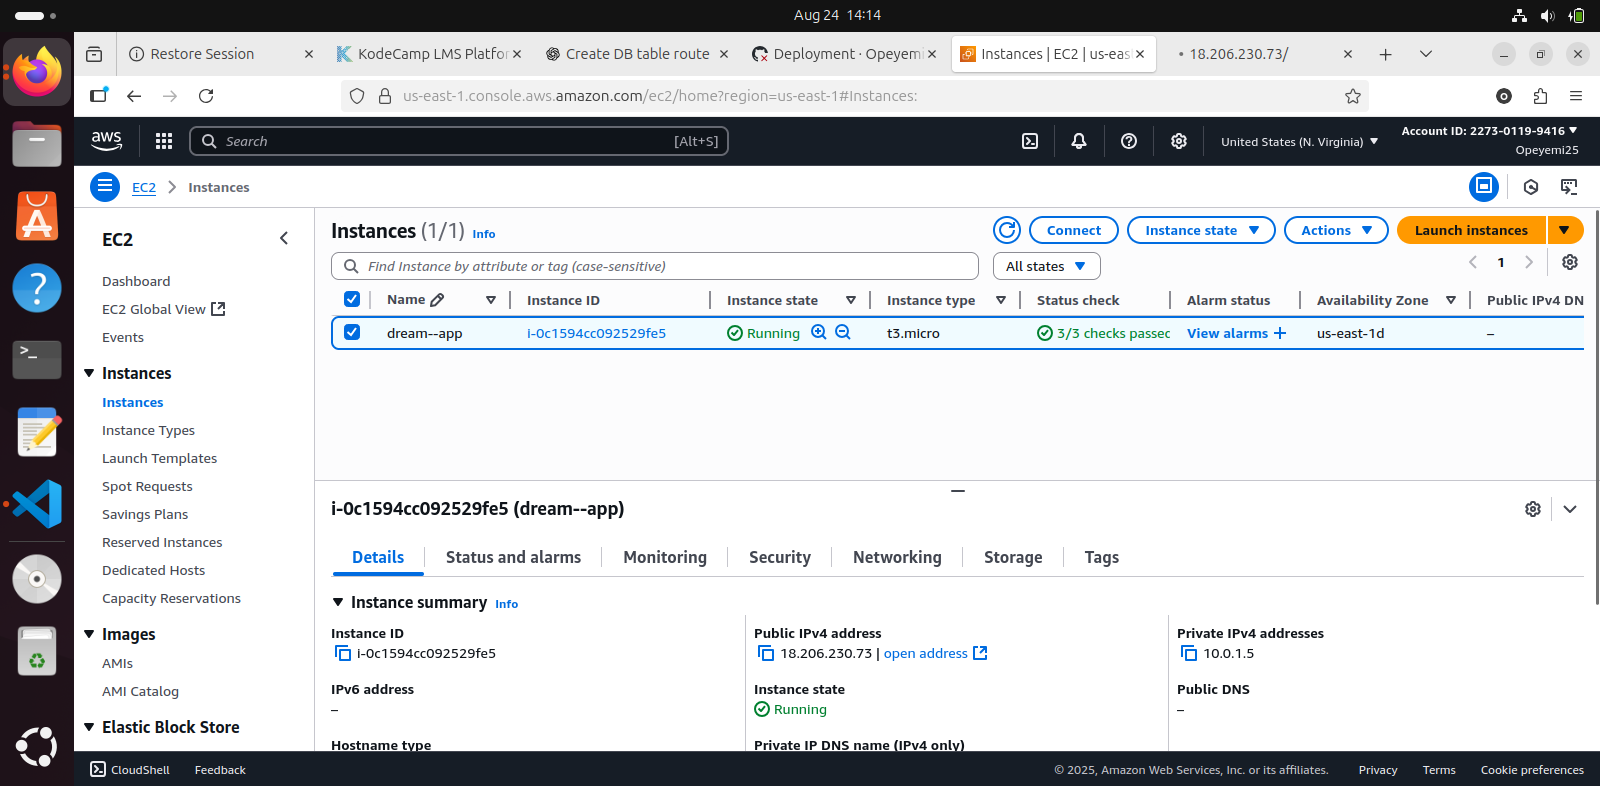 Aug 24 14:14
Restore Session
KodeCamp LMS Platfor
Create DB table route
Deployment · Opeyemi
Instances | EC2 | us-eas
18.206.230.73/
us-east-1.console.aws.amazon.com/ec2/home?region=us-east-1#Instances:
aws
Search
[Alt+S]
United States (N. Virginia)
Account ID: 2273-0119-9416
Opeyemi25
EC2
Instances
EC2
Dashboard
EC2 Global View
Events
Instances
Instances
Instance Types
Launch Templates
Spot Requests
Savings Plans
Reserved Instances
Dedicated Hosts
Capacity Reservations
Images
AMIs
AMI Catalog
Elastic Block Store
Instances (1/1) Info
Connect
Instance state
Actions
Launch instances
Find Instance by attribute or tag (case-sensitive)
All states
1
Name Instance ID Instance state Instance type Status check Alarm status Availability Zone Public IPv4 DN
dream--app i-0c1594cc092529fe5 Running t3.micro 3/3 checks passec View alarms us-east-1d –
i-0c1594cc092529fe5 (dream--app)
Details Status and alarms Monitoring Security Networking Storage Tags
Instance summary Info
Instance ID
i-0c1594cc092529fe5
IPv6 address
–
Hostname type
Public IPv4 address
18.206.230.73 | open address
Instance state
Running
Private IP DNS name (IPv4 only)
Private IPv4 addresses
10.0.1.5
Public DNS
–
CloudShell Feedback
© 2025, Amazon Web Services, Inc. or its affiliates. Privacy Terms Cookie preferences